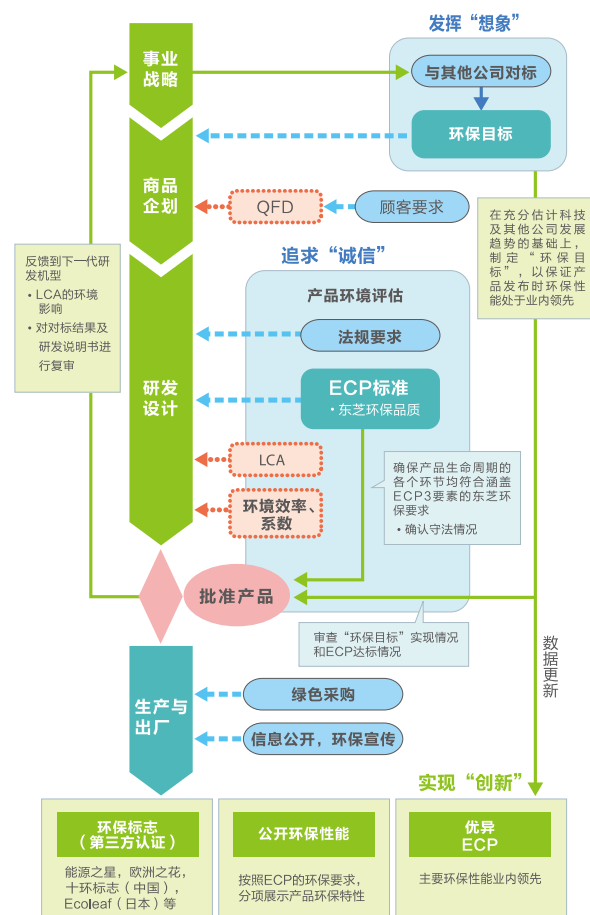 发挥“想象”
事业
战略
与其他公司对标
环保目标
商品
企划
QFD
顾客要求
在充分估计科技
及其他公司发展
趋势的基础上，
制定“环保目
标”，以保证产
品发布时环保性
能处于业内领先
追求“诚信”
反馈到下一代研
发机型
・LCA的环境
影响
・对对标结果及
研发说明书进
行复审
产品环境评估
法规要求
研发
设计
ECP标准
・东芝环保品质
LCA
确保产品生命周期的
各个环节均符合涵盖
ECP3要素的东芝环
保要求
・确认守法情况
环境效率、
系数
批准产品
审查“环保目标”实现情况
和ECP达标情况
数据更新
生产与
出厂
绿色采购
信息公开，环保宣传
实现“创新”
环保标志
（第三方认证）
能源之星，欧洲之花，
十环标志（中国），
Ecoleaf（日本）等
公开环保性能
按照ECP的环保要求，
分项展示产品环保特性
优异
ECP
主要环保性能业内领先